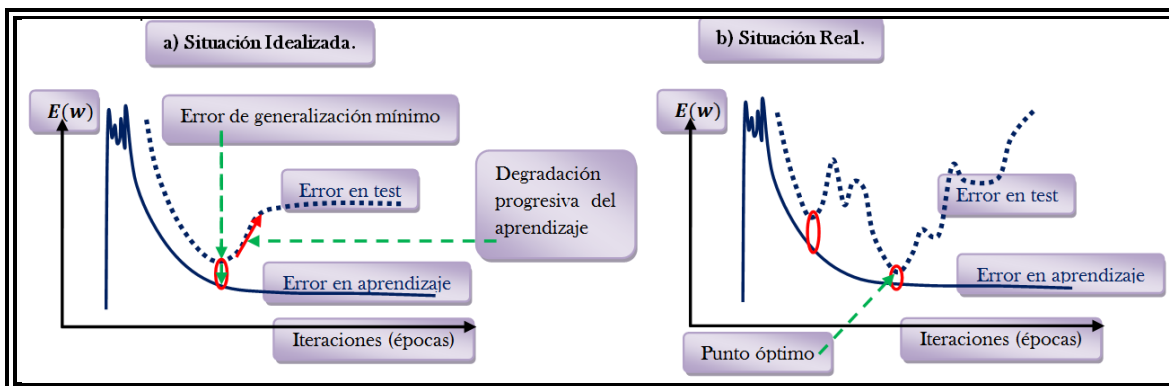 a) Situación Idealizada.
E(w)
Error de generalización mínimo
Error en test
Degradación
progresiva del
aprendizaje
Error en aprendizaje
Iteraciones (épocas)
b) Situación Real.
E(w)
Error en test
Error en aprendizaje
Iteraciones (épocas)
Punto óptimo